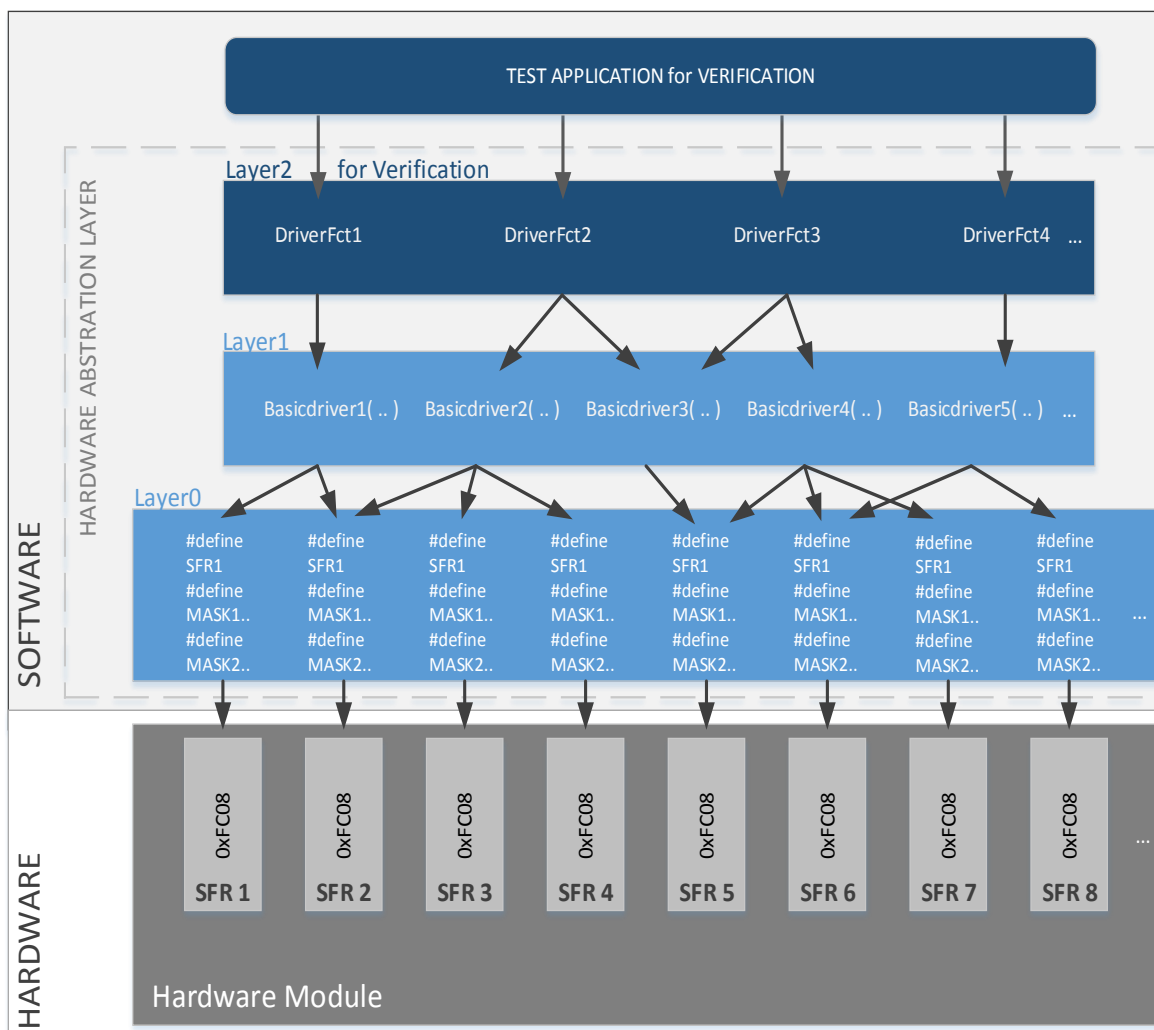 TEST APPLICATION for VERIFICATION
HARDWARE ABSTRATION LAYER
Layer2 for Verification
DriverFct1 DriverFct2 DriverFct3 DriverFct4 ...
Layer1
Basicdriver1( .. ) Basicdriver2( .. ) Basicdriver3( .. ) Basicdriver4( .. ) Basicdriver5( .. ) ...
Layer0
#define #define #define #define #define #define #define #define
SFR1 SFR1 SFR1 SFR1 SFR1 SFR1 SFR1 SFR1
#define #define #define #define #define #define #define #define
MASK1.. MASK1.. MASK1.. MASK1.. MASK1.. MASK1.. MASK1.. MASK1.. ...
#define #define #define #define #define #define #define #define
MASK2.. MASK2.. MASK2.. MASK2.. MASK2.. MASK2.. MASK2.. MASK2..
SOFTWARE
0xFC08 0xFC08 0xFC08 0xFC08 0xFC08 0xFC08 0xFC08 0xFC08 ...
SFR 1 SFR 2 SFR 3 SFR 4 SFR 5 SFR 6 SFR 7 SFR 8
Hardware Module
HARDWARE